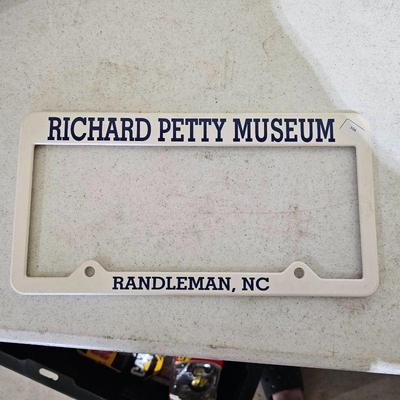 RICHARD PETTY MUSEUM
RANDLEMAN, NC